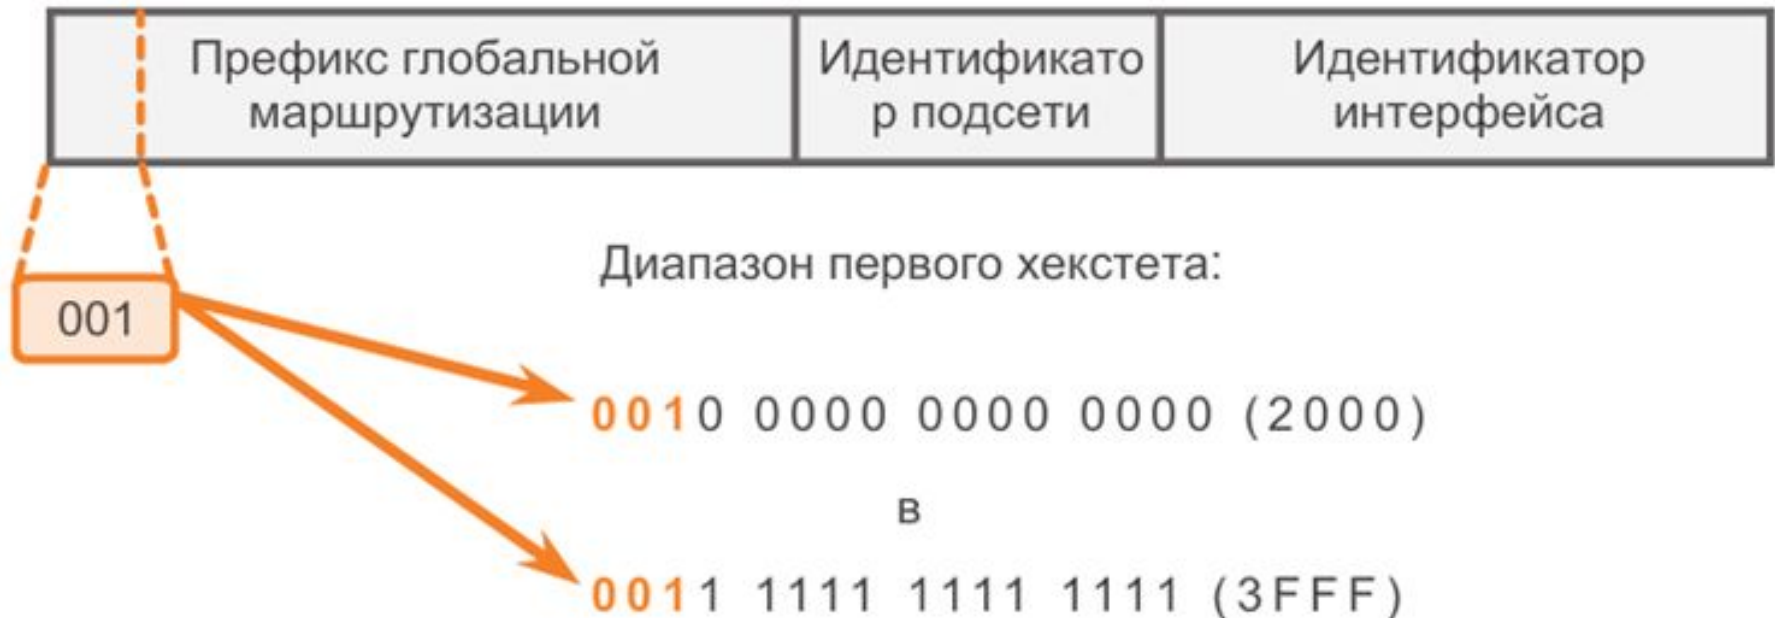 Префикс глобальной
маршрутизации
Идентификато
р подсети
Идентификатор
интерфейса
001
Диапазон первого хекстета:
0010 0000 0000 0000 (2000)
в
0011 1111 1111 1111 (3FFF)